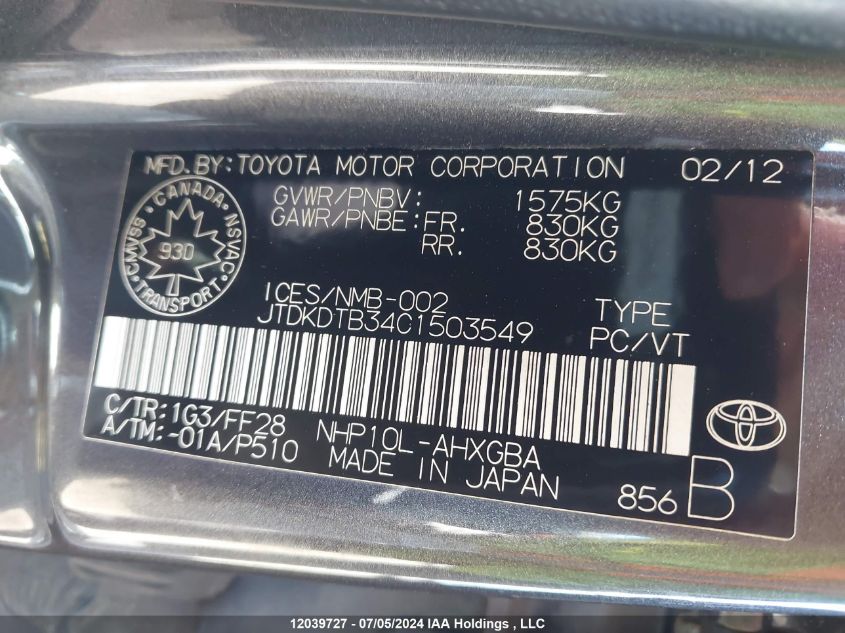 MFD.BY:TOYOTA MOTOR CORPORATION 02/12
GVWR/PNBV: 1575KG
GAWR/PNBE:FR. 830KG
RR. 830KG
CANADA
CMVSS NSVAC
930
TRANSPORT
ICES/NMB-002 TYPE
JTDKDTB34C1503549 PC/VT
C/TR:1G3/FF28 NHP10L-AHXGBA
A/TM:-01A/P510 MADE IN JAPAN
856 B
12039727 - 07/05/2024 IAA Holdings , LLC